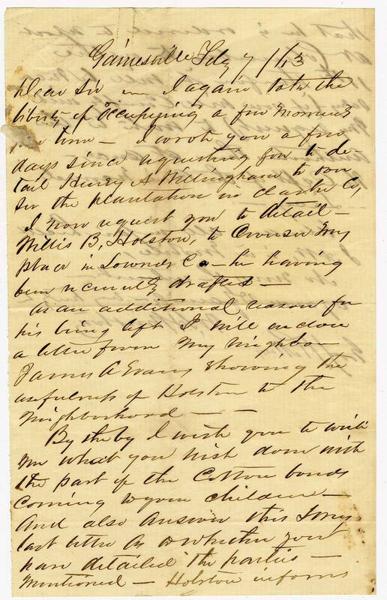 Gainesville Feby 7/63
Dear Sir — I again take the
liberty of occupying a few moments
time — I wrote you a few
days since requesting you to de
tail Henry A Willingham to over
see the plantation in Clarke Co
I now request you to detail —
Willis B, Holston, to Oversee my
place in Lowndes Co — he having
been recently drafted —
As an additional reason for
his being left I will enclose
a letter from my neighbor
James A Evans showing the
usefulness of Holston to the
neighborhood — —
By the by I wish you to write
me what you wish done with
the part of the Cotton bonds
coming to your children —
And also answer this &
last letter as to whether you
have detailed the parties —
mentioned — Holston informs